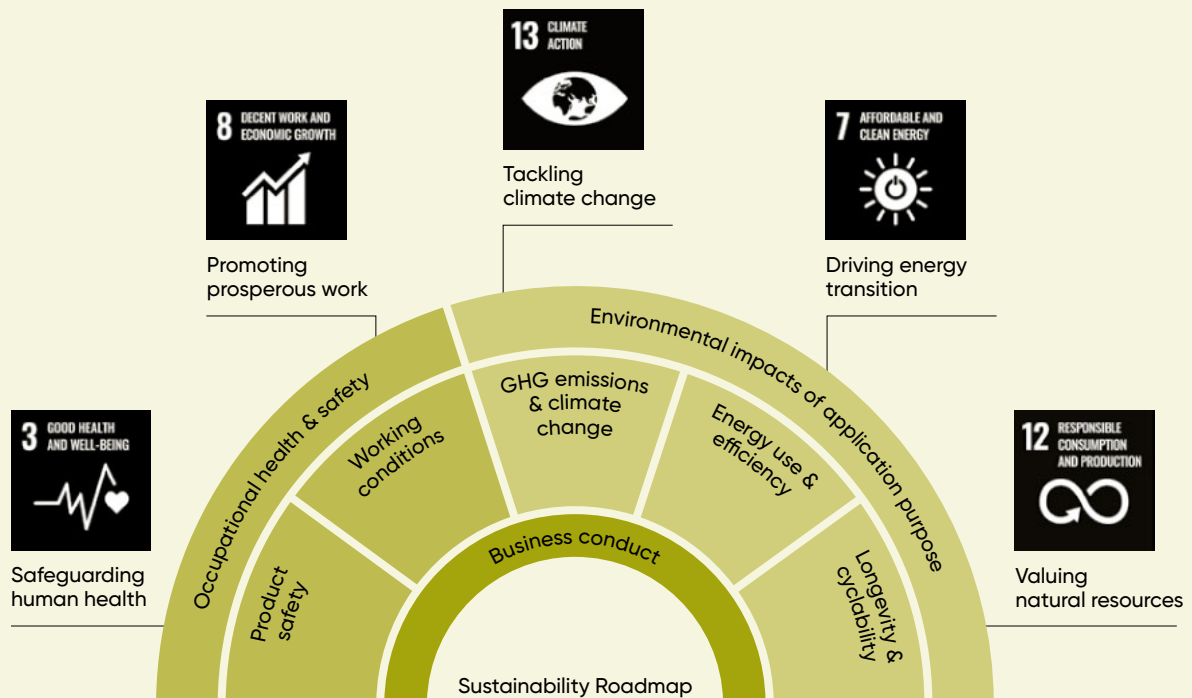 13 CLIMATE
ACTION
Tackling
climate change
8 DECENT WORK AND
ECONOMIC GROWTH
Promoting
prosperous work
7 AFFORDABLE AND
CLEAN ENERGY
Driving energy
transition
3 GOOD HEALTH
AND WELL-BEING
Safeguarding
human health
12 RESPONSIBLE
CONSUMPTION
AND PRODUCTION
Valuing
natural resources
Occupational health & safety
Environmental impacts of application purpose
Product
safety
Working
conditions
GHG emissions
& climate
change
Energy use &
efficiency
Longevity &
cyclability
Business conduct
Sustainability Roadmap